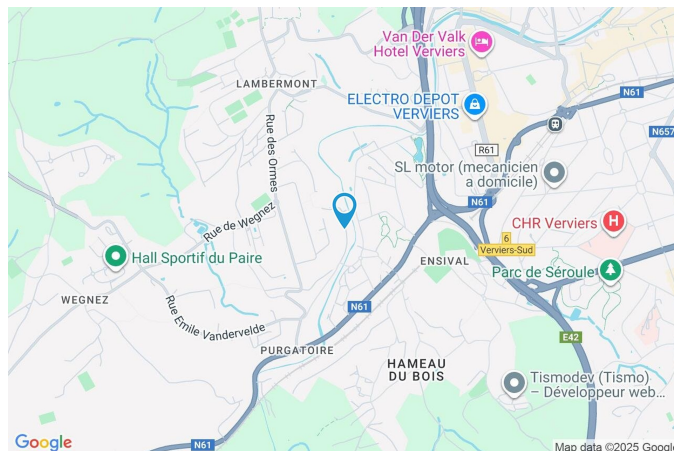 Van Der Valk
Hotel Verviers
N61
LAMBERMONT
ELECTRO DEPOT
VERVIERS
N657
Rue des Ormes
R61
SL motor (mecanicien
a domicile)
N61
CHR Verviers
H
6
Verviers-Sud
Rue de Wegnez
Hall Sportif du Paire
ENSIVAL
Parc de Séroule
WEGNEZ
Rue Emile Vandervelde
N61
E42
PURGATOIRE
HAMEAU
DU BOIS
Tismodev (Tismo)
– Développeur web...
Google
N61
Map data ©2025 Google